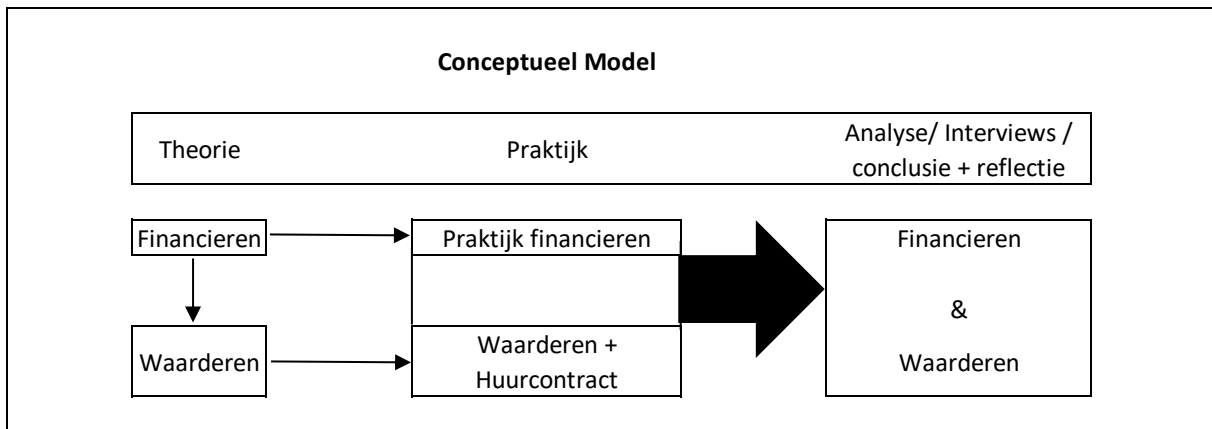 Conceptueel Model
Theorie
Praktijk
Analyse/ Interviews /
conclusie + reflectie
Financieren
Praktijk financieren
Financieren
&
Waarderen
Waarderen +
Huurcontract
Waarderen